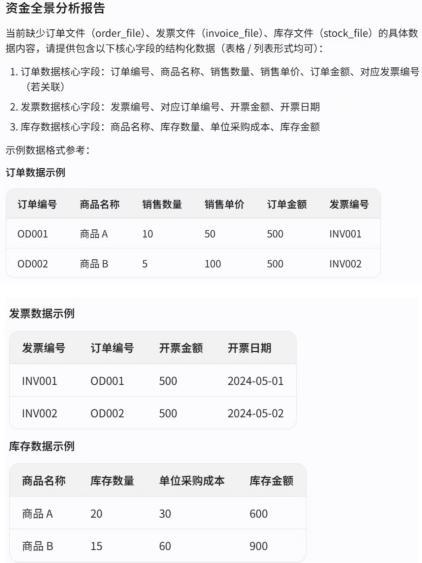 资金全景分析报告
当前缺少订单文件（order_file）、发票文件（invoice_file）、库存文件（stock_file）的具体数
据内容，请提供包含以下核心字段的结构化数据（表格 / 列表形式均可）：
1. 订单数据核心字段：订单编号、商品名称、销售数量、销售单价、订单金额、对应发票编号
（若关联）
2. 发票数据核心字段：发票编号、对应订单编号、开票金额、开票日期
3. 库存数据核心字段：商品名称、库存数量、单位采购成本、库存金额
示例数据格式参考：
订单数据示例
订单编号 商品名称 销售数量 销售单价 订单金额 发票编号
OD001 商品 A 10 50 500 INV001
OD002 商品 B 5 100 500 INV002
发票数据示例
发票编号 订单编号 开票金额 开票日期
INV001 OD001 500 2024-05-01
INV002 OD002 500 2024-05-02
库存数据示例
商品名称 库存数量 单位采购成本 库存金额
商品 A 20 30 600
商品 B 15 60 900